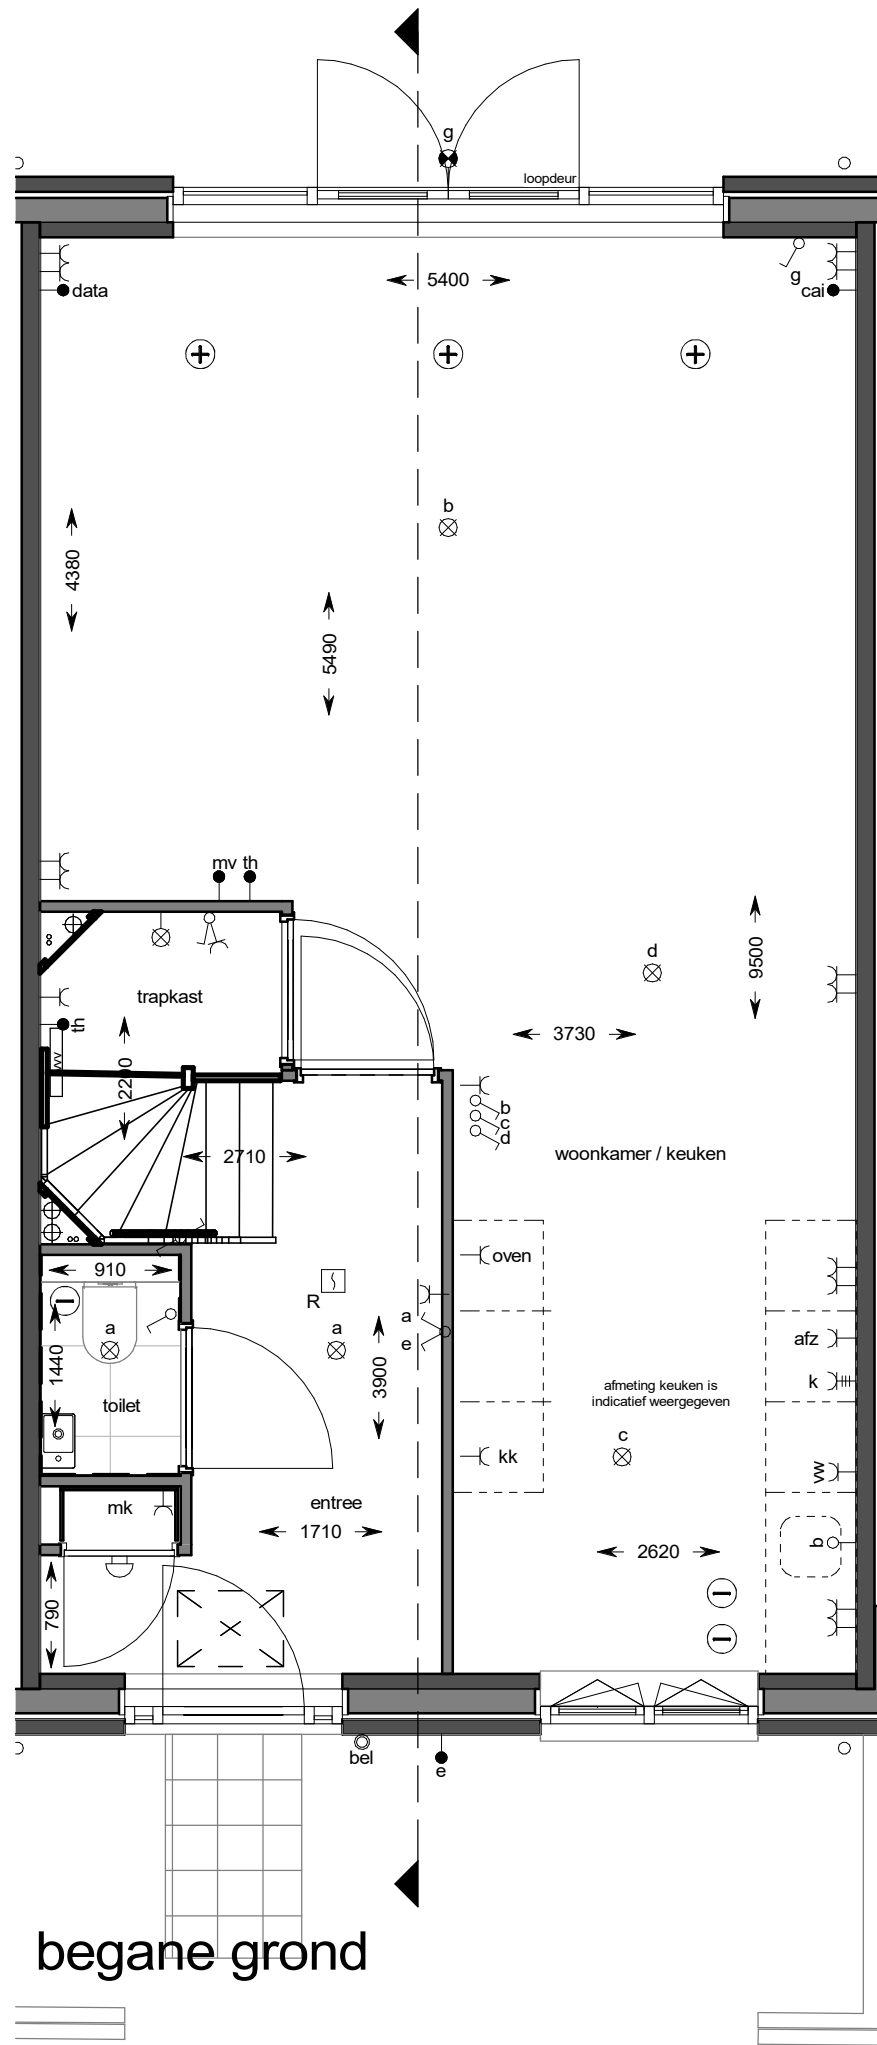 g
loopdeur
5400
g
data
cai
b
4380
5490
mv th
d
9500
trapkast
th
wv
2200
3730
b
c
d
2710
woonkamer / keuken
910
oven
R
a
a
a
e
afz
1440
3900
k
afmeting keuken is
indicatief weergegeven
toilet
c
kk
vw
mk
entree
1710
2620
b
790
bel
e
begane grond